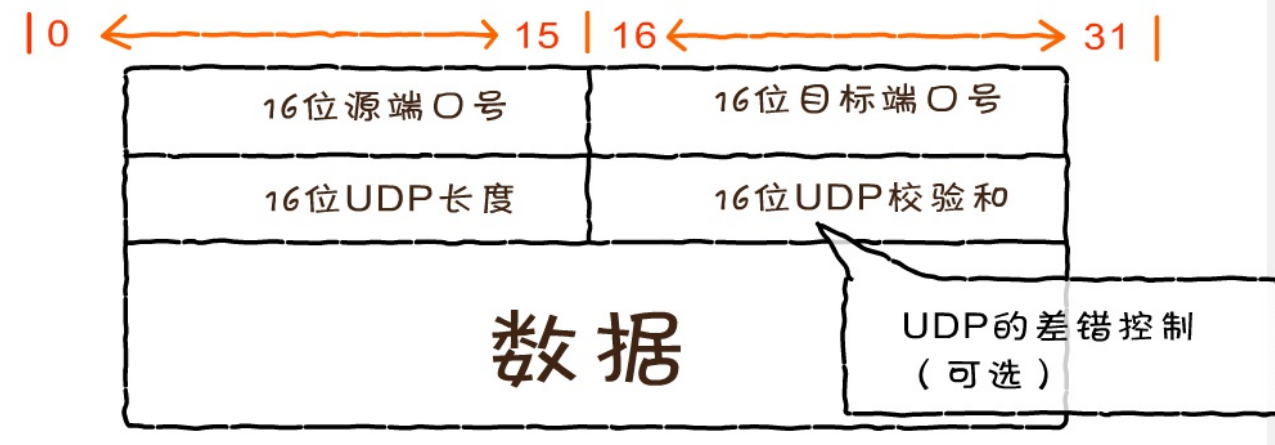 0 15 16 31
16位源端口号 16位目标端口号
16位UDP长度 16位UDP校验和
数据
UDP的差错控制
(可选)